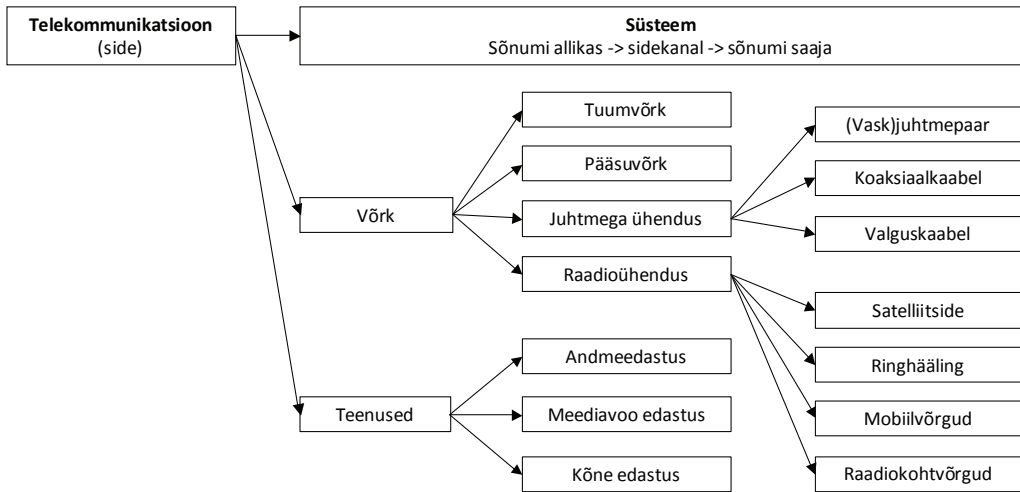 Telekommunikatsioon
(side)
Süsteem
Sõnumi allikas -> sidekanal -> sõnumi saaja
Tuumvõrk
Pääsuvõrk
Võrk
Juhtmega ühendus
Raadioühendus
(Vask)juhtmepaar
Koaksiaalkaabel
Valguskaabel
Satelliitside
Ringhääling
Mobiilvõrgud
Raadiokohtvõrgud
Andmeedastus
Teenused
Meediavoo edastus
Kõne edastus